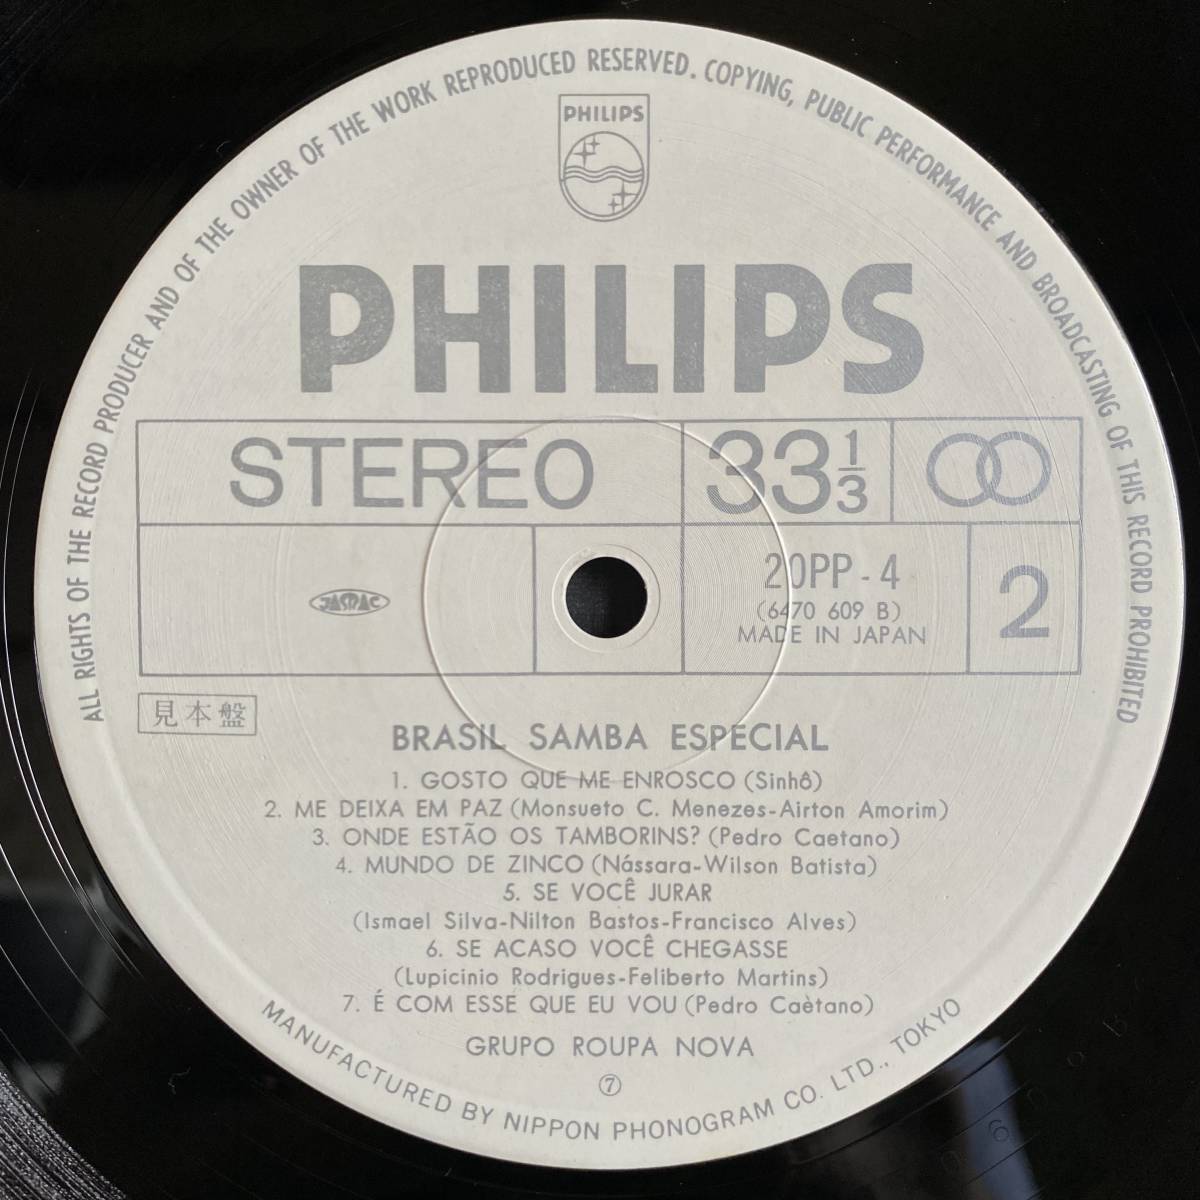 ALL RIGHTS OF THE RECORD PRODUCER AND OF THE OWNER OF THE WORK REPRODUCED RESERVED. COPYING, PUBLIC PERFORMANCE AND BROADCASTING OF THIS RECORD PROHIBITED
PHILIPS
PHILIPS
STEREO
33 1/3
JASRAC
20PP-4
(6470 609 B)
MADE IN JAPAN
2
見本盤
BRASIL SAMBA ESPECIAL
1. GOSTO QUE ME ENROSCO (Sinhô)
2. ME DEIXA EM PAZ (Monsueto C. Menezes-Airton Amorim)
3. ONDE ESTÃO OS TAMBORINS? (Pedro Caetano)
4. MUNDO DE ZINCO (Nássara-Wilson Batista)
5. SE VOCÊ JURAR
(Ismael Silva-Nilton Bastos-Francisco Alves)
6. SE ACASO VOCÊ CHEGASSE
(Lupicinio Rodrigues-Feliberto Martins)
7. É COM ESSE QUE EU VOU (Pedro Caètano)
GRUPO ROUPA NOVA
⑦
MANUFACTURED BY NIPPON PHONOGRAM CO. LTD., TOKYO